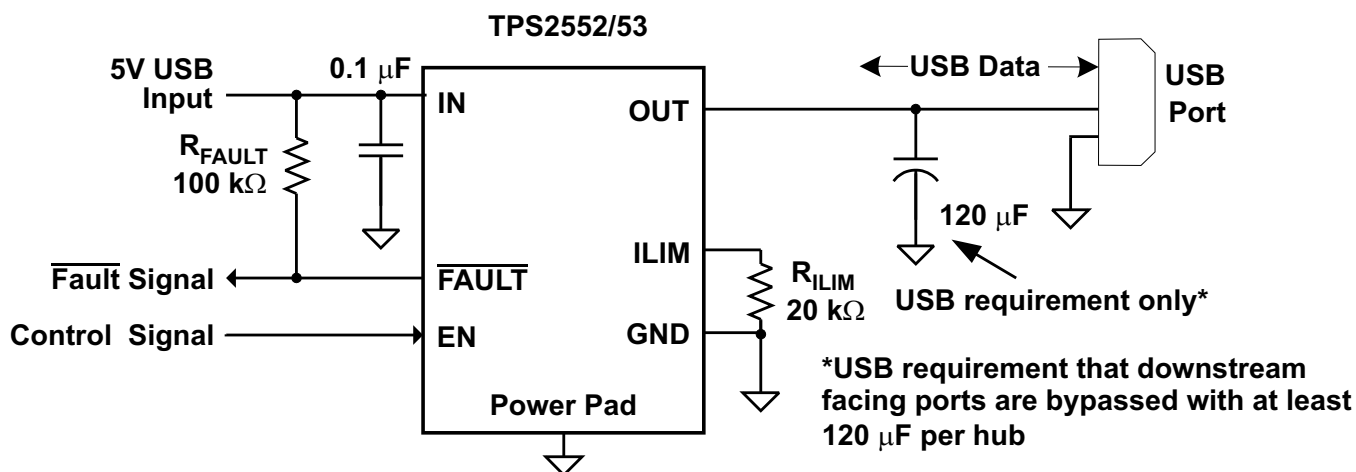 TPS2552/53
5V USB
Input
0.1 μF
USB Data
USB
Port
IN
OUT
RFAULT
100 kΩ
120 μF
ILIM
RILIM
20 kΩ
USB requirement only*
Fault Signal
FAULT
Control Signal
EN
GND
*USB requirement that downstream
facing ports are bypassed with at least
120 μF per hub
Power Pad